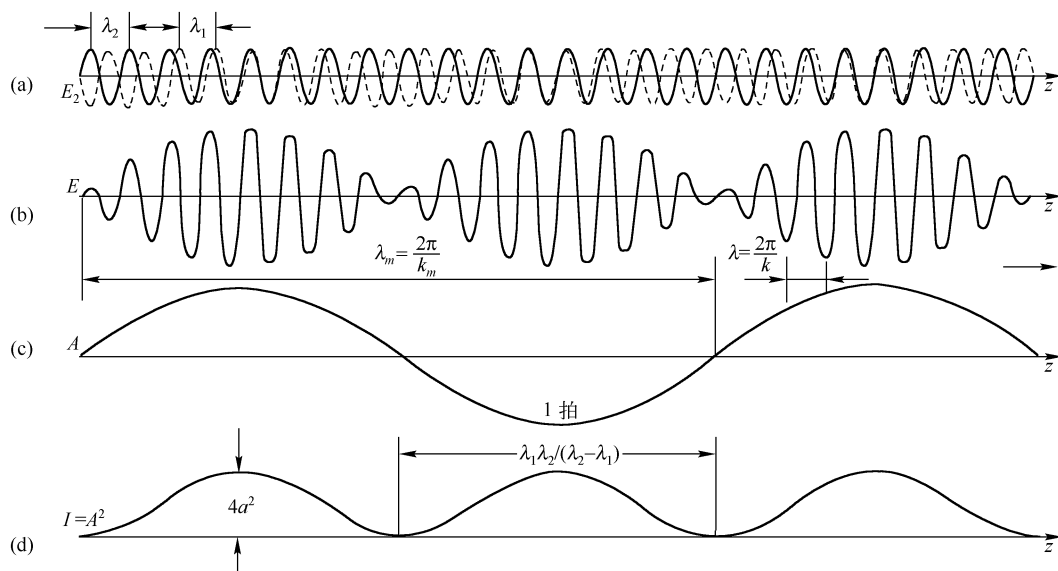 λ₂ λ₁
(a) E₂ z
(b) E z
λₘ = 2π/kₘ λ = 2π/k
(c) A z
1 拍
λ₁λ₂/(λ₂−λ₁)
4a²
I = A²
(d) z